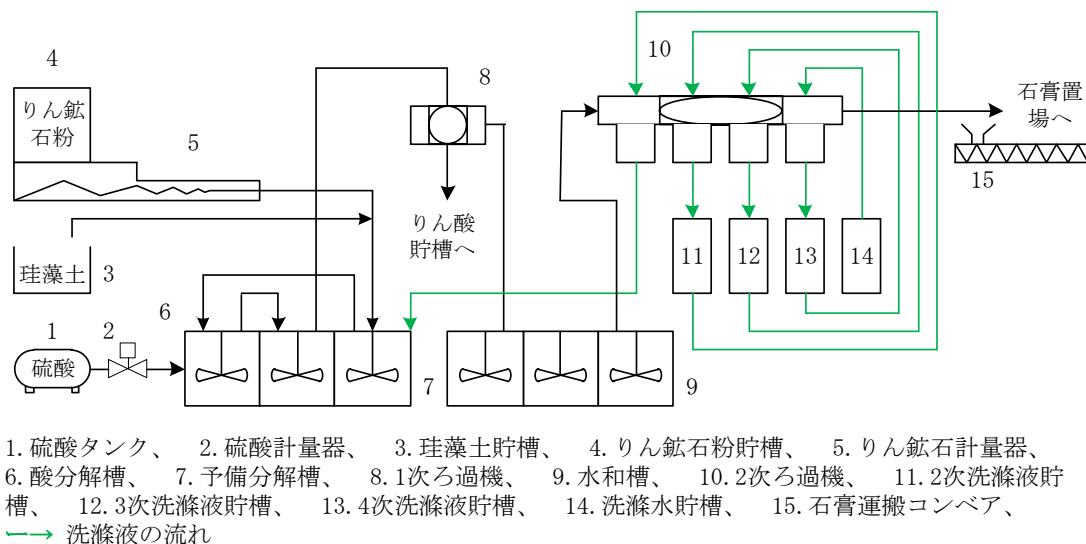 4
りん鉱
石粉
5
8
10
石膏置
場へ
15
りん酸
貯槽へ
珪藻土
3
11
12
13
14
6
1
2
硫酸
7
9
1.硫酸タンク、 2.硫酸計量器、 3.珪藻土貯槽、 4.りん鉱石粉貯槽、 5.りん鉱石計量器、
6.酸分解槽、 7.予備分解槽、 8.1次ろ過機、 9.水和槽、 10.2次ろ過機、 11.2次洗滌液貯
槽、 12.3次洗滌液貯槽、 13.4次洗滌液貯槽、 14.洗滌水貯槽、 15.石膏運搬コンベア、
洗滌液の流れ